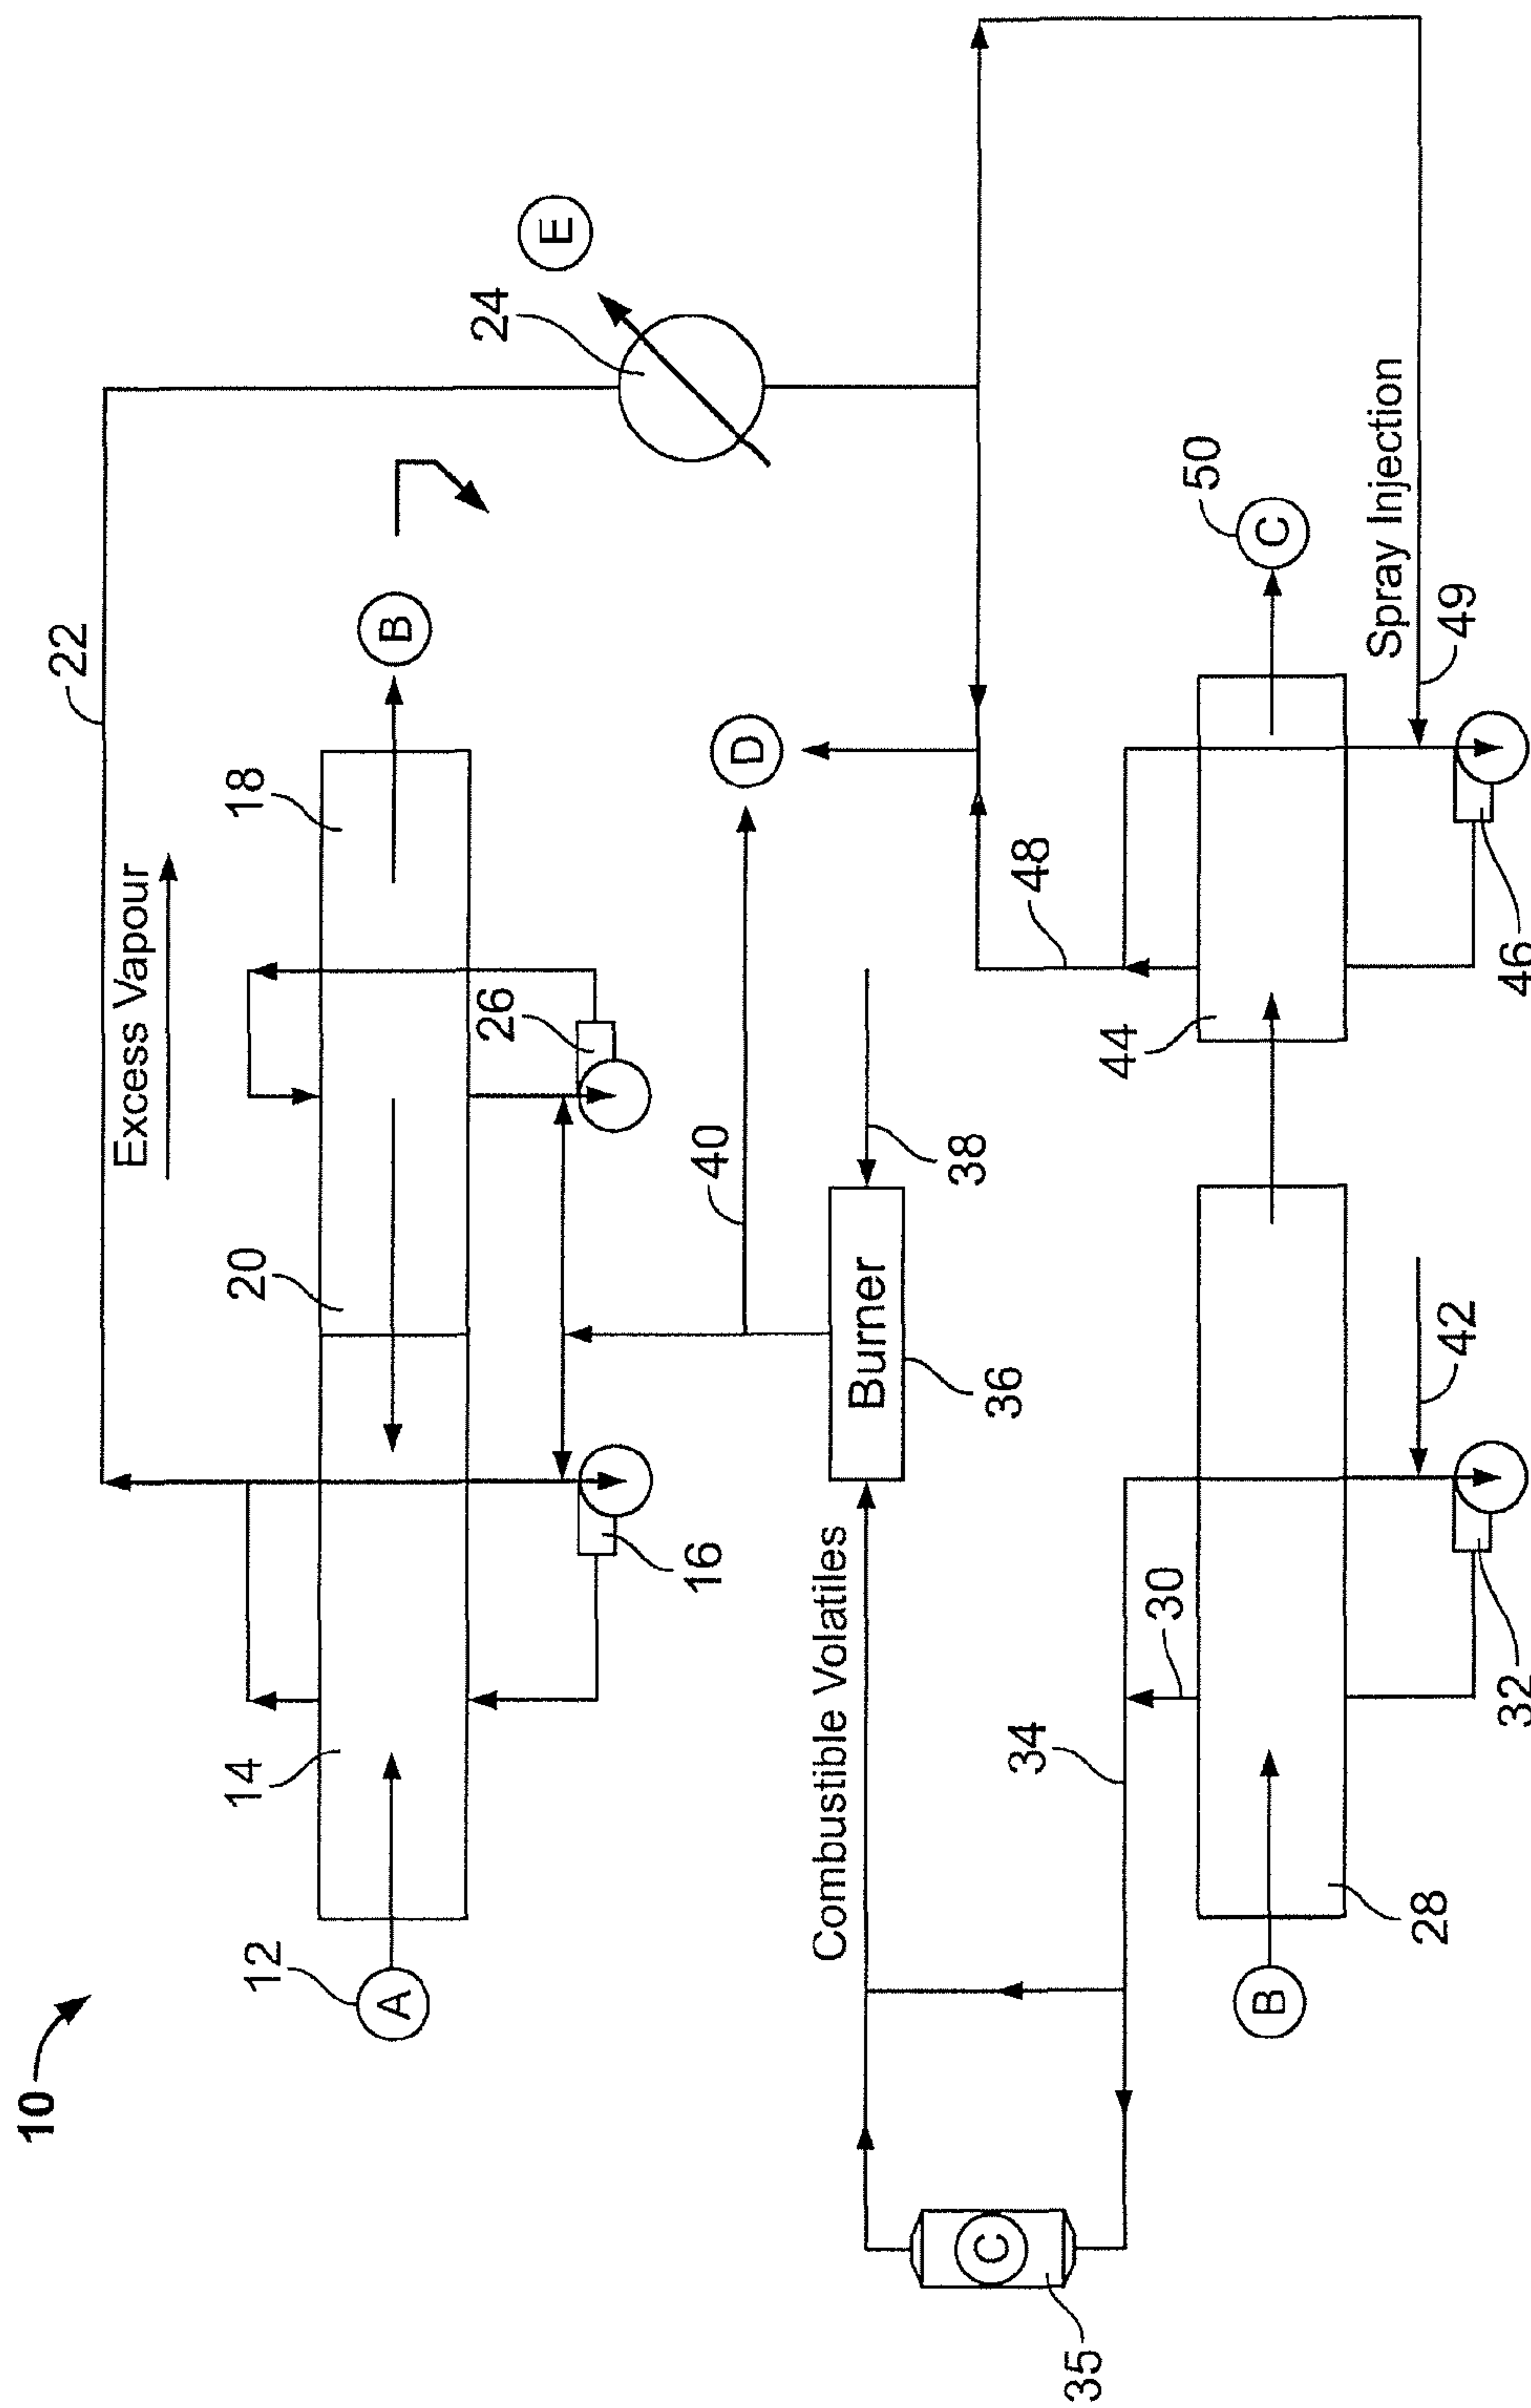 10
22
Excess Vapour
12
A
14
20
18
B
24
E
16
26
40
D
Combustible Volatiles
Burner
38
36
35
C
34
30
48
44
50
C
B
28
42
32
46
49
Spray Injection